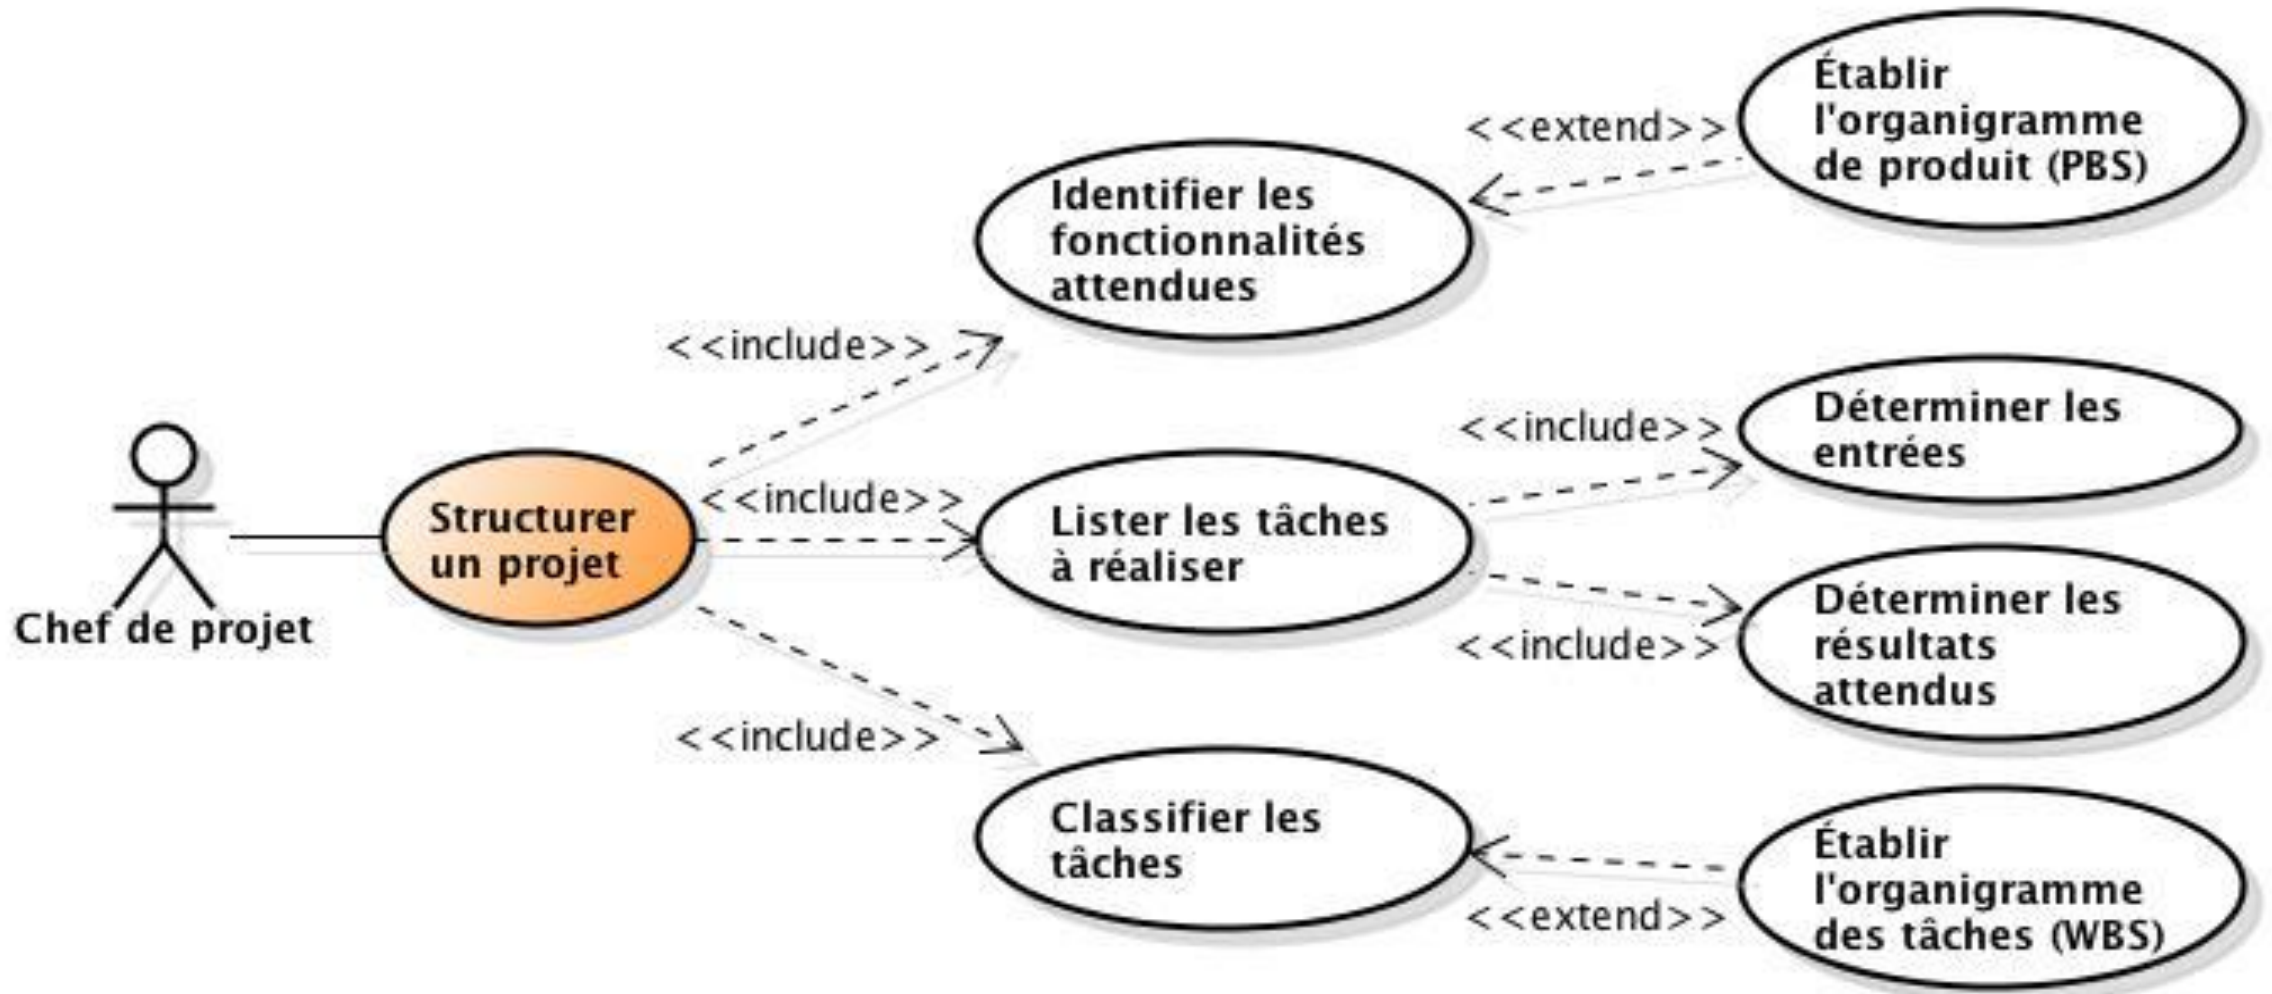 Chef de projet
Structurer
un projet
<<include>>
<<include>>
<<include>>
Identifier les
fonctionnalités
attendues
<<extend>>
Établir
l'organigramme
de produit (PBS)
Lister les tâches
à réaliser
<<include>>
Déterminer les
entrées
<<include>>
Déterminer les
résultats
attendus
Classifier les
tâches
<<extend>>
Établir
l'organigramme
des tâches (WBS)